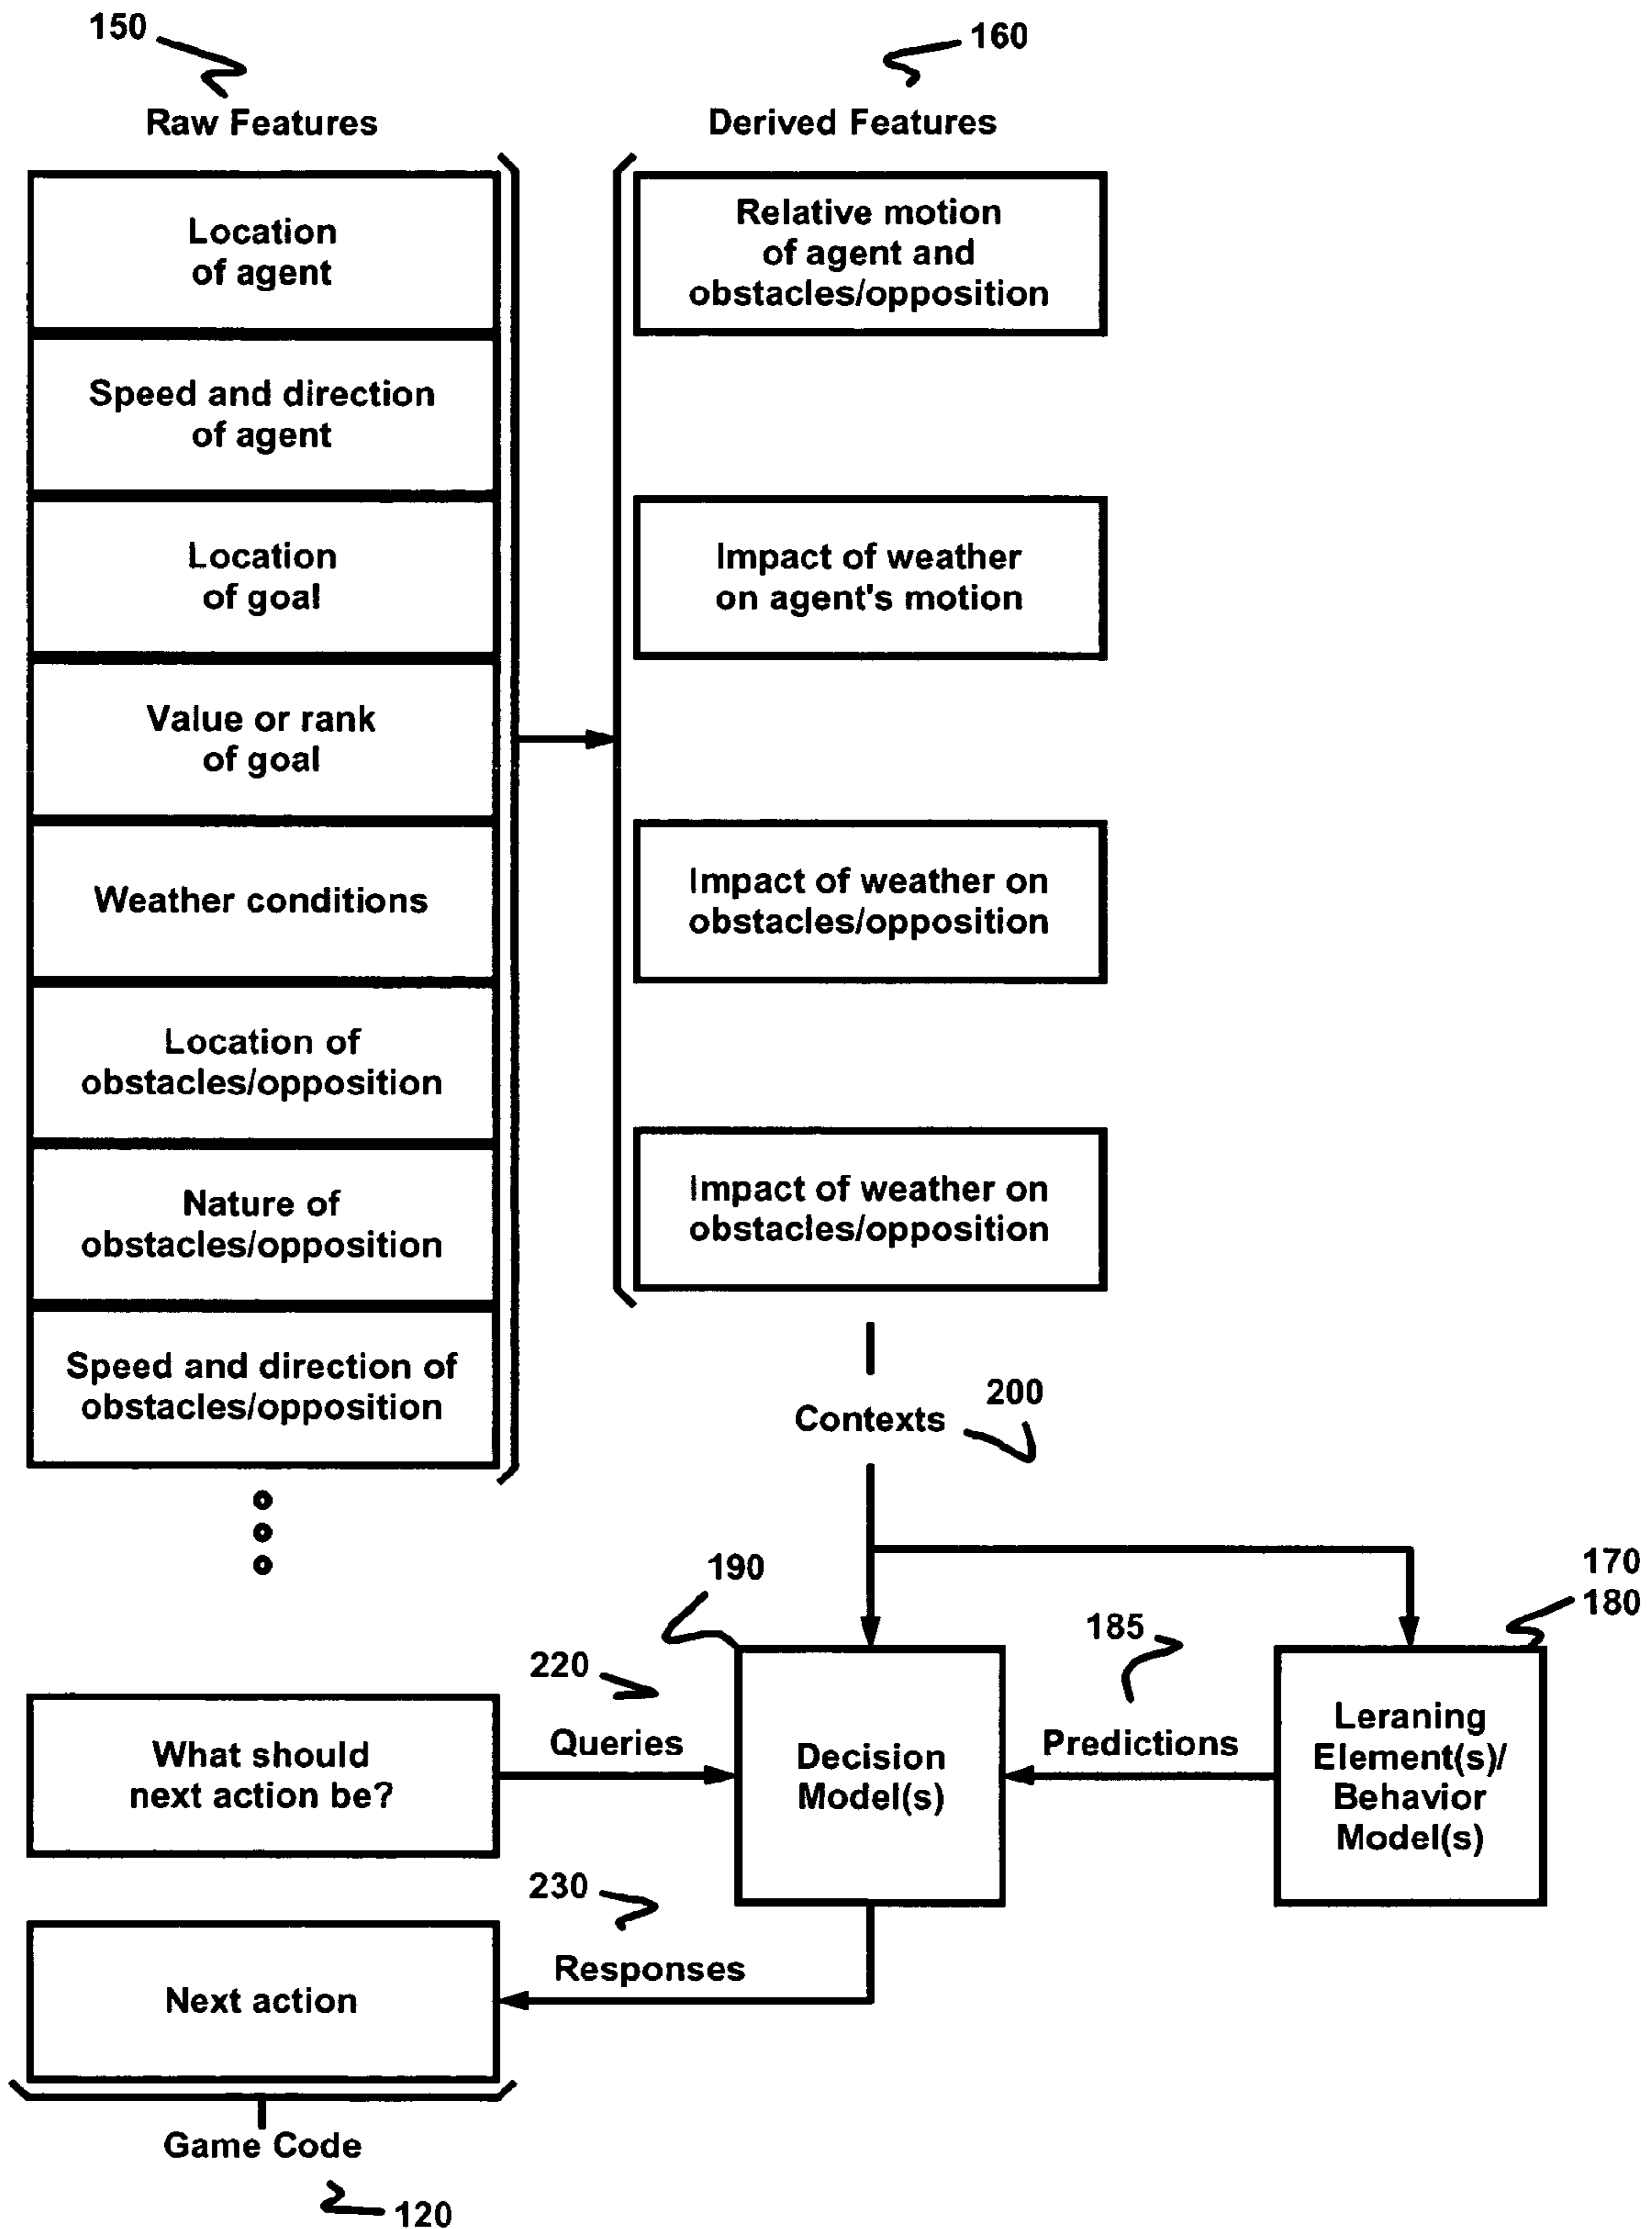 150
Raw Features
Location
of agent
Speed and direction
of agent
Location
of goal
Value or rank
of goal
Weather conditions
Location of
obstacles/opposition
Nature of
obstacles/opposition
Speed and direction of
obstacles/opposition
160
Derived Features
Relative motion
of agent and
obstacles/opposition
Impact of weather
on agent's motion
Impact of weather on
obstacles/opposition
Impact of weather on
obstacles/opposition
Contexts
200
190
170
180
185
220
What should
next action be?
Queries
Decision
Model(s)
Predictions
Leraning
Element(s)/
Behavior
Model(s)
230
Responses
Next action
Game Code
120